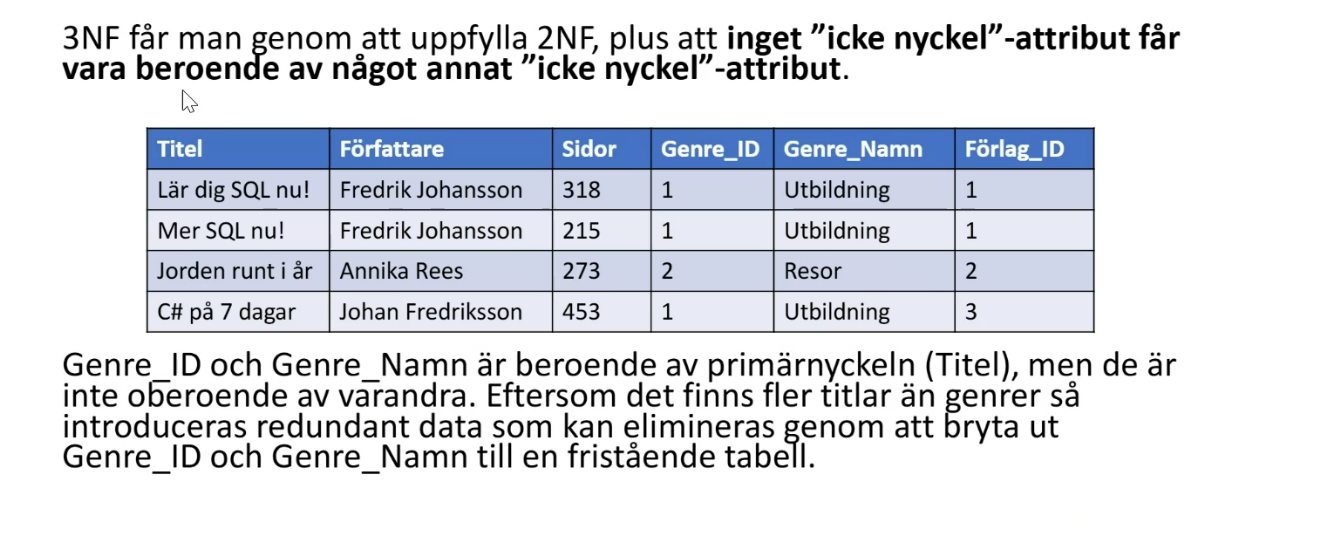 3NF får man genom att uppfylla 2NF, plus att inget ”icke nyckel”-attribut får
vara beroende av något annat ”icke nyckel”-attribut.
Titel Författare Sidor Genre_ID Genre_Namn Förlag_ID
Lär dig SQL nu! Fredrik Johansson 318 1 Utbildning 1
Mer SQL nu! Fredrik Johansson 215 1 Utbildning 1
Jorden runt i år Annika Rees 273 2 Resor 2
C# på 7 dagar Johan Fredriksson 453 1 Utbildning 3
Genre_ID och Genre_Namn är beroende av primärnyckeln (Titel), men de är
inte oberoende av varandra. Eftersom det finns fler titlar än genrer så
introduceras redundant data som kan elimineras genom att bryta ut
Genre_ID och Genre_Namn till en fristående tabell.